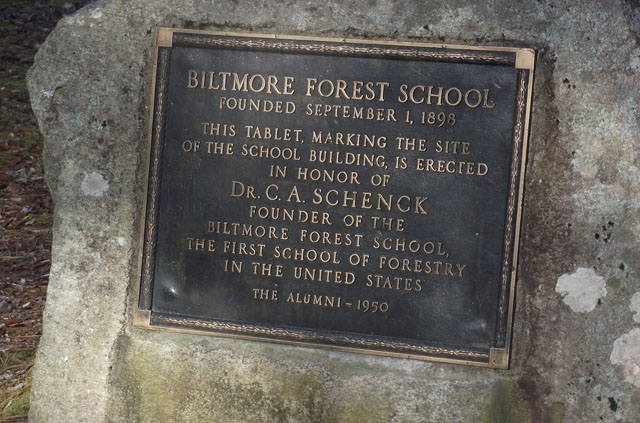 BILTMORE FOREST SCHOOL
FOUNDED SEPTEMBER 1, 1898
THIS TABLET, MARKING THE SITE
OF THE SCHOOL BUILDING, IS ERECTED
IN HONOR OF
DR. C. A. SCHENCK
FOUNDER OF THE
BILTMORE FOREST SCHOOL,
THE FIRST SCHOOL OF FORESTRY
IN THE UNITED STATES
THE ALUMNI - 1950